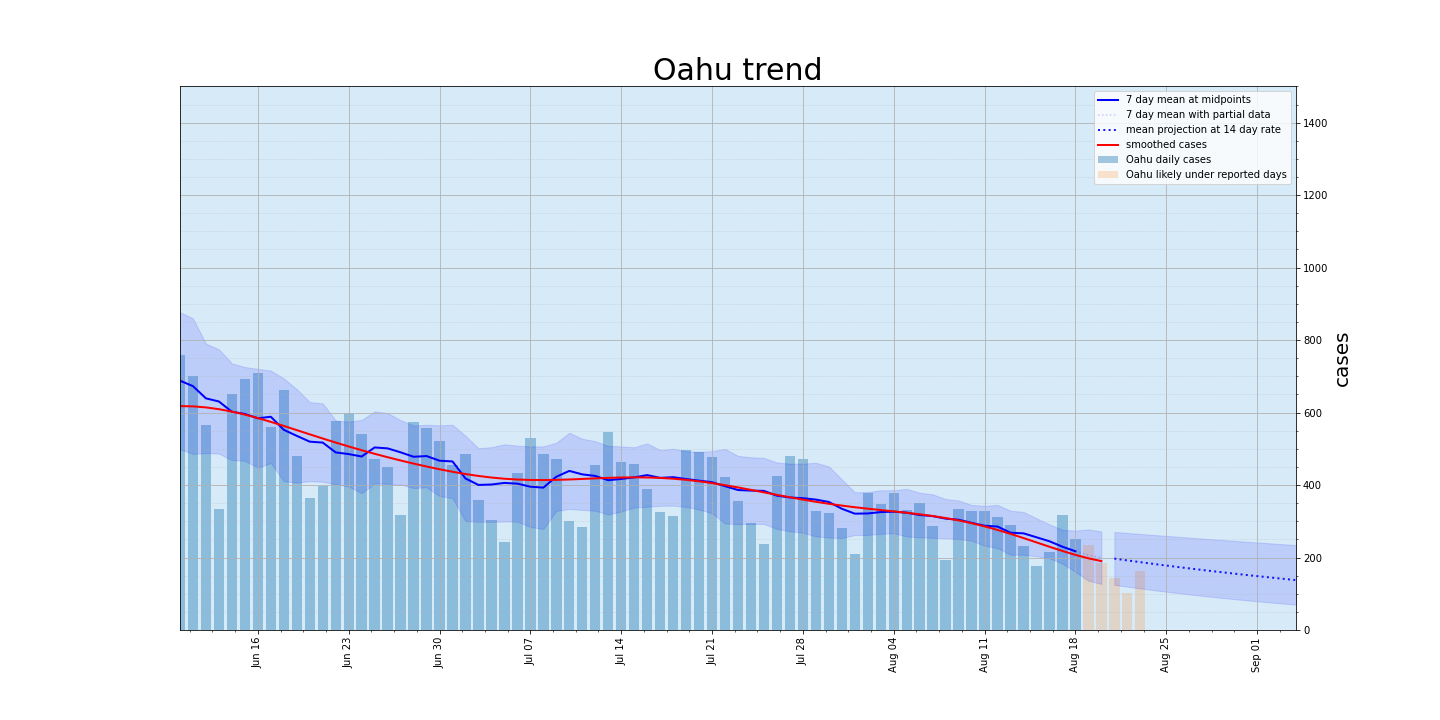 Oahu trend
7 day mean at midpoints
7 day mean with partial data
mean projection at 14 day rate
smoothed cases
Oahu daily cases
Oahu likely under reported days
1400
1200
1000
800
600
400
200
0
cases
Jun 16
Jun 23
Jun 30
Jul 07
Jul 14
Jul 21
Jul 28
Aug 04
Aug 11
Aug 18
Aug 25
Sep 01